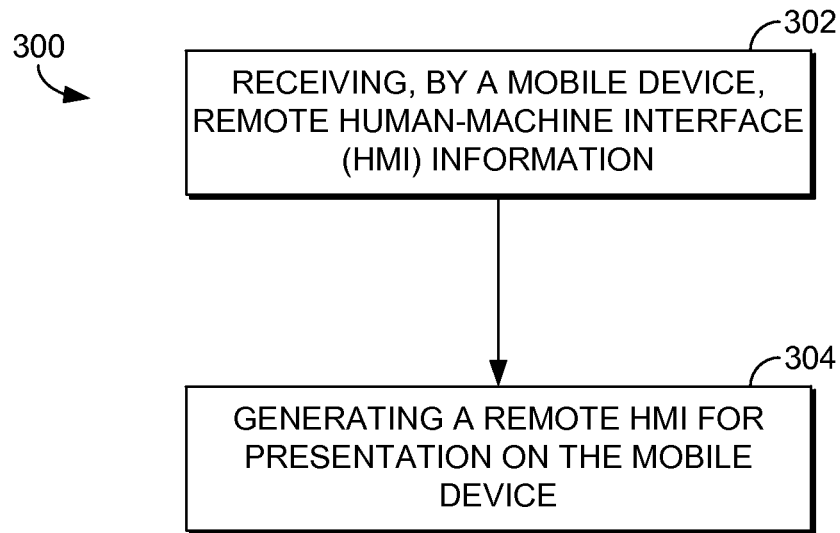 300
302
RECEIVING, BY A MOBILE DEVICE,
REMOTE HUMAN-MACHINE INTERFACE
(HMI) INFORMATION
304
GENERATING A REMOTE HMI FOR
PRESENTATION ON THE MOBILE
DEVICE